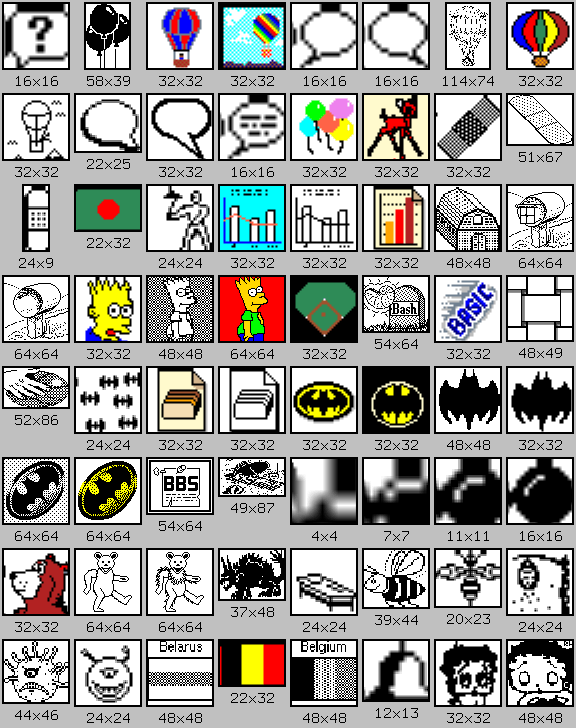 ?
16x16
58x39
32x32
32x32
16x16
16x16
114x74
32x32
32x32
22x25
32x32
16x16
32x32
32x32
32x32
51x67
24x9
22x32
24x24
32x32
32x32
32x32
48x48
64x64
Bash
BASIC
64x64
32x32
48x48
64x64
32x32
54x64
32x32
48x49
52x86
24x24
32x32
32x32
32x32
32x32
48x48
32x32
BBS
64x64
64x64
54x64
49x87
4x4
7x7
11x11
16x16
32x32
64x64
64x64
37x48
24x24
39x44
20x23
24x24
Belarus
Belgium
44x46
24x24
48x48
22x32
48x48
12x13
32x32
48x48